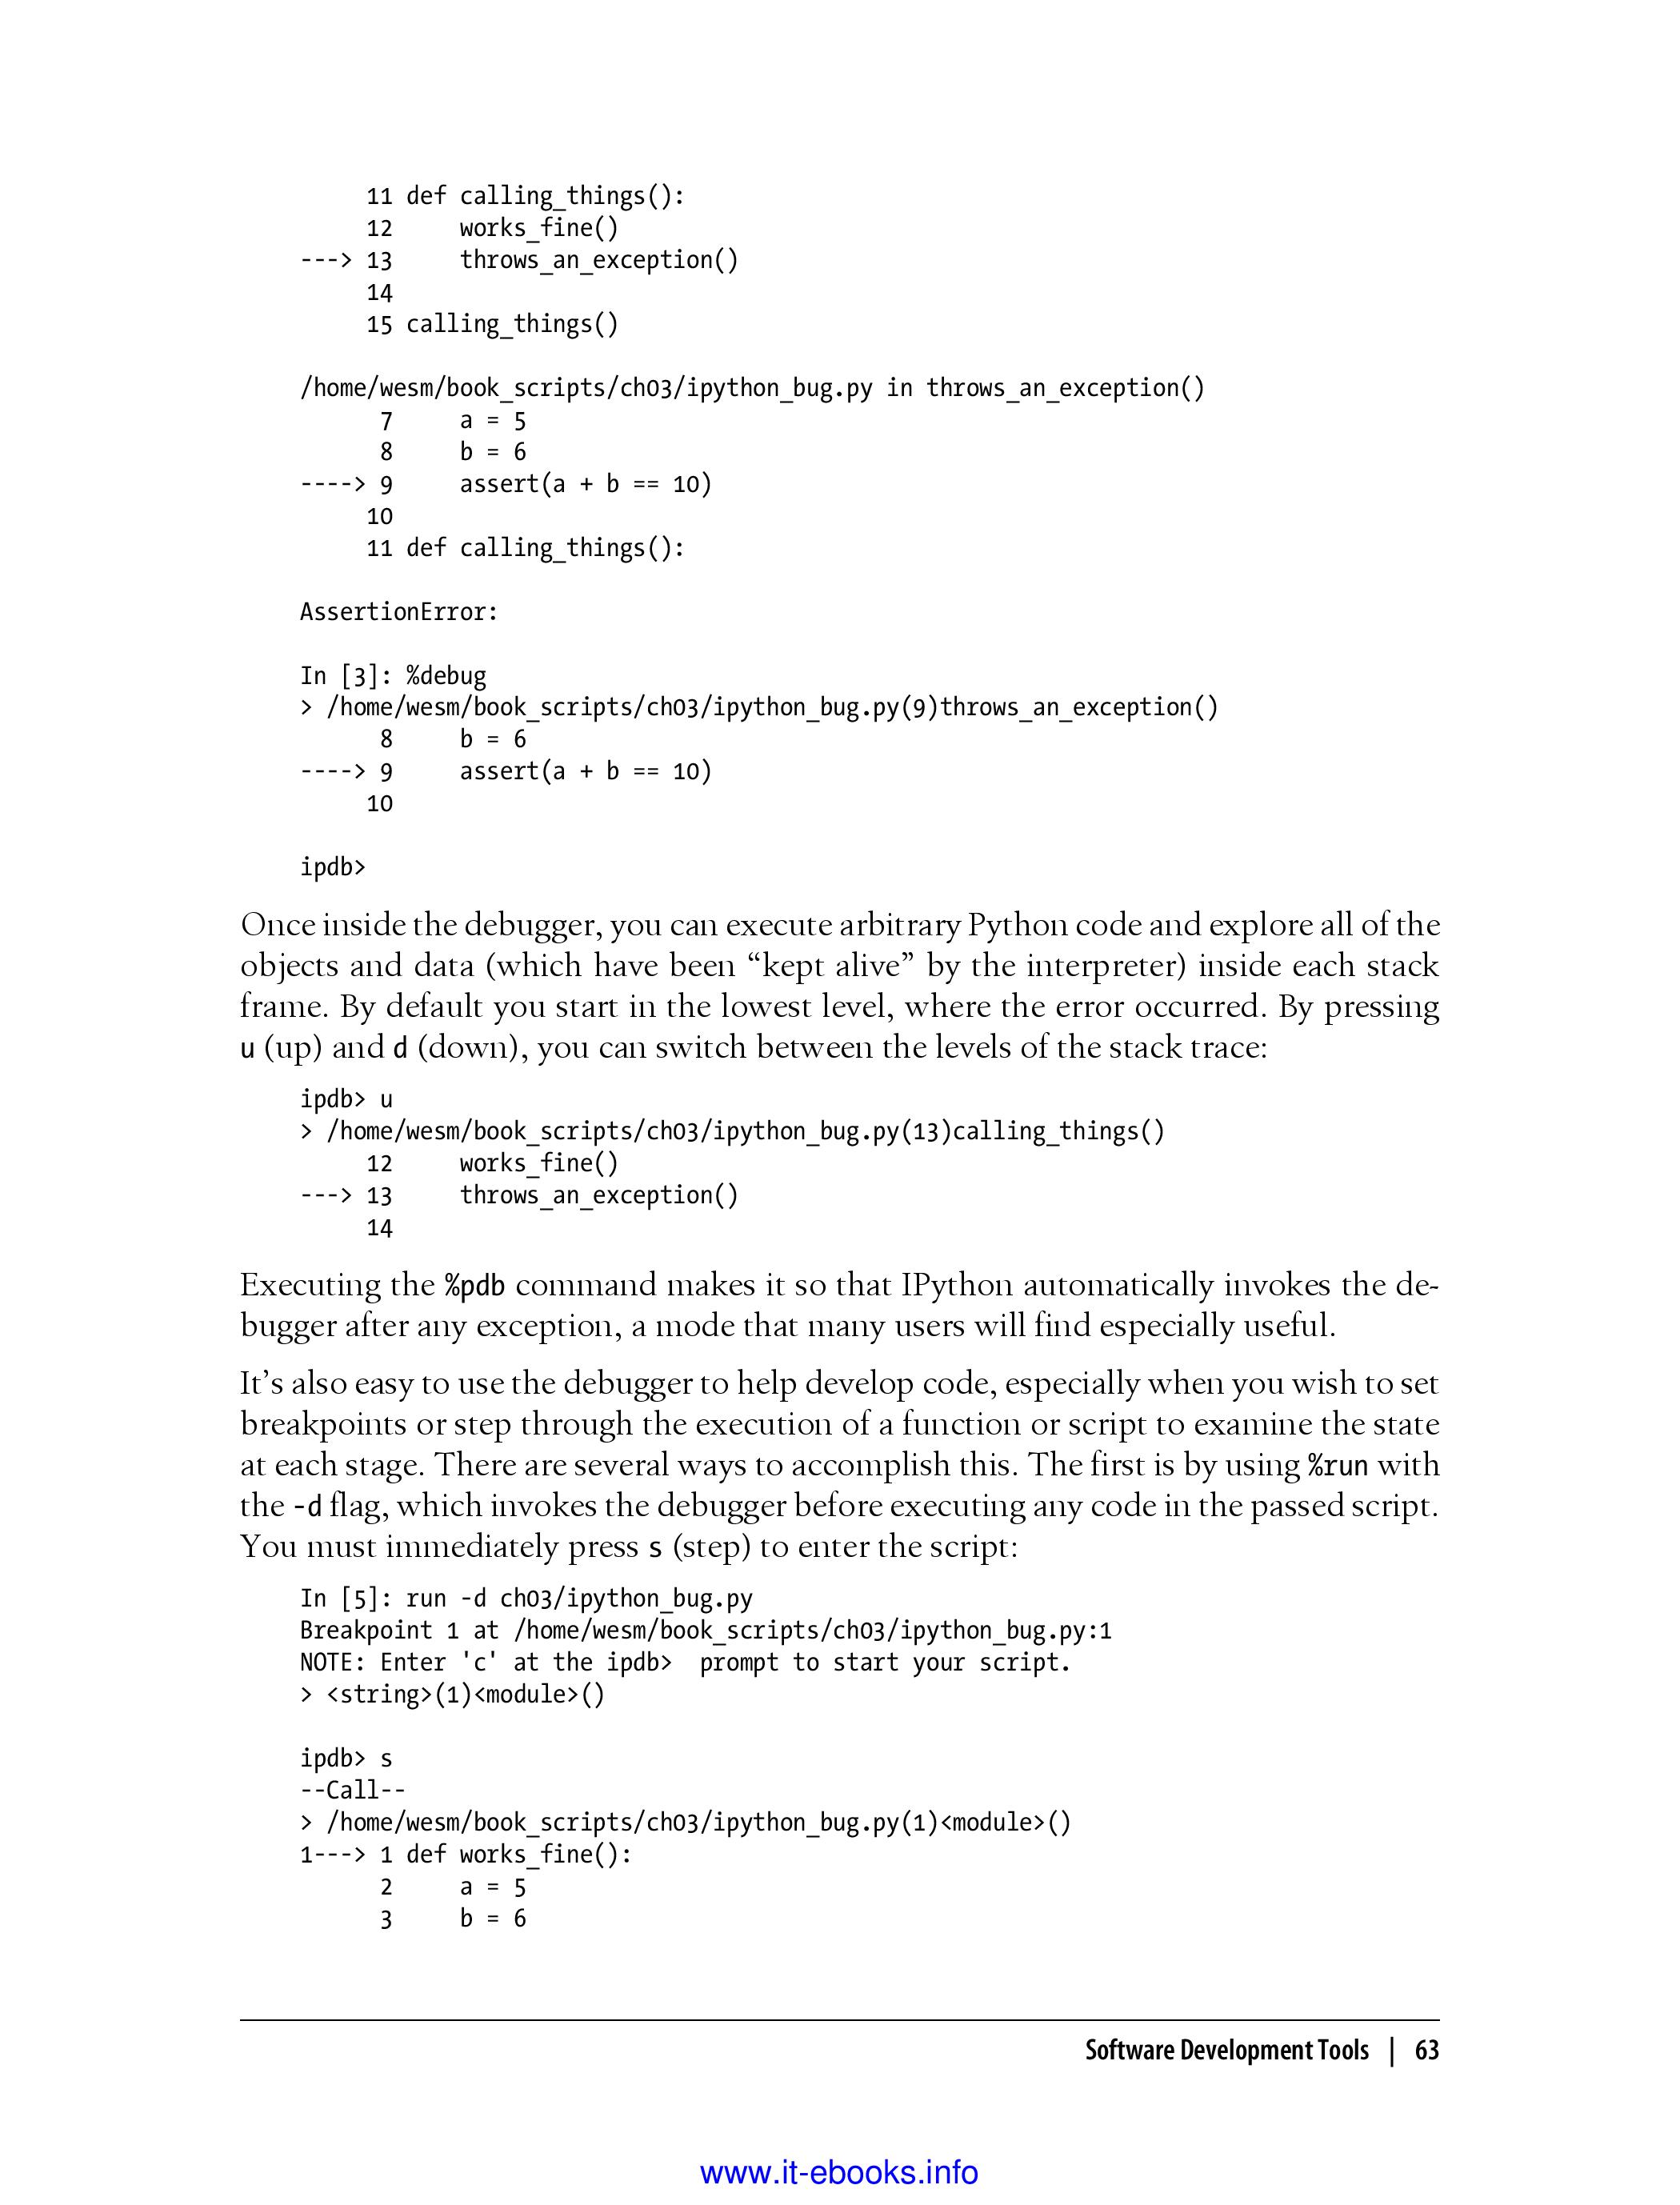 11 def calling_things():
     12     works_fine()
---> 13     throws_an_exception()
     14
     15 calling_things()

/home/wesm/book_scripts/ch03/ipython_bug.py in throws_an_exception()
      7     a = 5
      8     b = 6
----> 9     assert(a + b == 10)
     10
     11 def calling_things():

AssertionError:

In [3]: %debug
> /home/wesm/book_scripts/ch03/ipython_bug.py(9)throws_an_exception()
      8     b = 6
----> 9     assert(a + b == 10)
     10

ipdb>
Once inside the debugger, you can execute arbitrary Python code and explore all of the
objects and data (which have been “kept alive” by the interpreter) inside each stack
frame. By default you start in the lowest level, where the error occurred. By pressing
u (up) and d (down), you can switch between the levels of the stack trace:
ipdb> u
> /home/wesm/book_scripts/ch03/ipython_bug.py(13)calling_things()
     12     works_fine()
---> 13     throws_an_exception()
     14
Executing the %pdb command makes it so that IPython automatically invokes the de-
bugger after any exception, a mode that many users will find especially useful.
It’s also easy to use the debugger to help develop code, especially when you wish to set
breakpoints or step through the execution of a function or script to examine the state
at each stage. There are several ways to accomplish this. The first is by using %run with
the -d flag, which invokes the debugger before executing any code in the passed script.
You must immediately press s (step) to enter the script:
In [5]: run -d ch03/ipython_bug.py
Breakpoint 1 at /home/wesm/book_scripts/ch03/ipython_bug.py:1
NOTE: Enter 'c' at the ipdb>  prompt to start your script.
> <string>(1)<module>()

ipdb> s
--Call--
> /home/wesm/book_scripts/ch03/ipython_bug.py(1)<module>()
1---> 1 def works_fine():
      2     a = 5
      3     b = 6
Software Development Tools | 63
www.it-ebooks.info